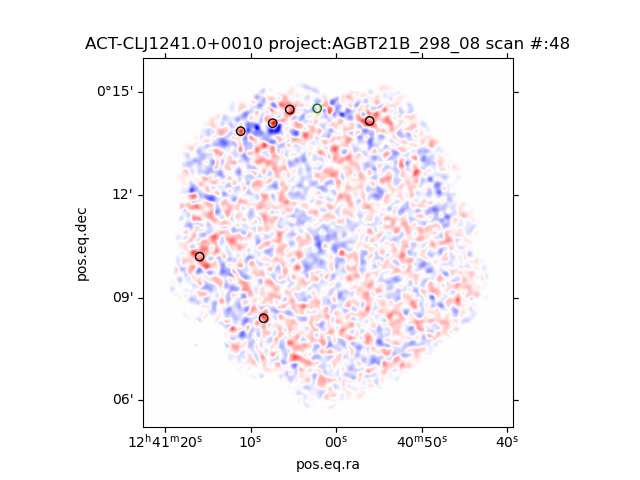 ACT-CLJ1241.0+0010 project:AGBT21B_298_08 scan #:48
0°15'
12'
09'
06'
pos.eq.dec
12ʰ41ᵐ20ˢ 10ˢ 00ˢ 40ᵐ50ˢ 40ˢ
pos.eq.ra